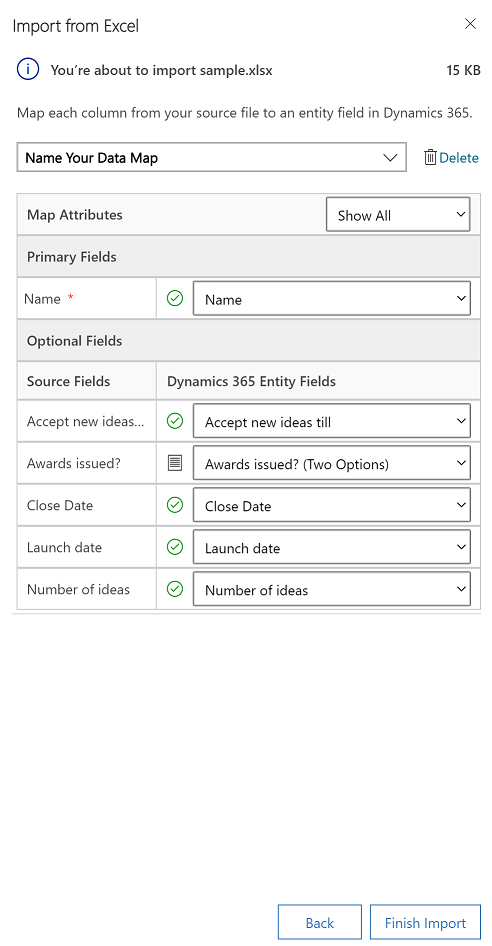 Import from Excel
You’re about to import sample.xlsx 15 KB
Map each column from your source file to an entity field in Dynamics 365.
Name Your Data Map Delete
Map Attributes Show All
Primary Fields
Name * Name
Optional Fields
Source Fields Dynamics 365 Entity Fields
Accept new ideas... Accept new ideas till
Awards issued? Awards issued? (Two Options)
Close Date Close Date
Launch date Launch date
Number of ideas Number of ideas
Back Finish Import